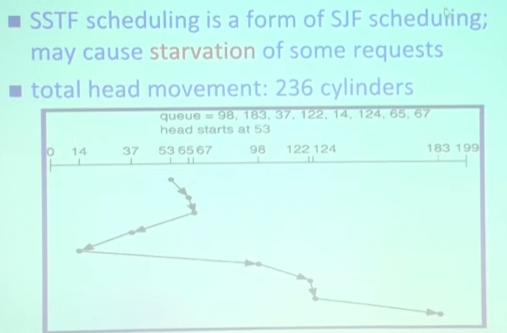 SSTF scheduling is a form of SJF scheduling;
may cause starvation of some requests
total head movement: 236 cylinders
queue = 98, 183, 37, 122, 14, 124, 65, 67
head starts at 53
0 14 37 53 65 67 98 122 124 183 199